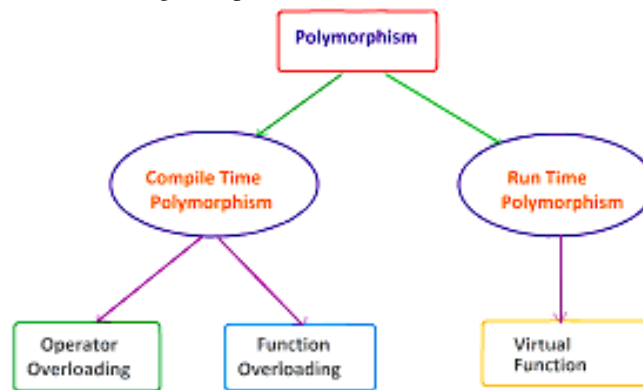 Polymorphism
Compile Time
Polymorphism
Run Time
Polymorphism
Operator
Overloading
Function
Overloading
Virtual
Function